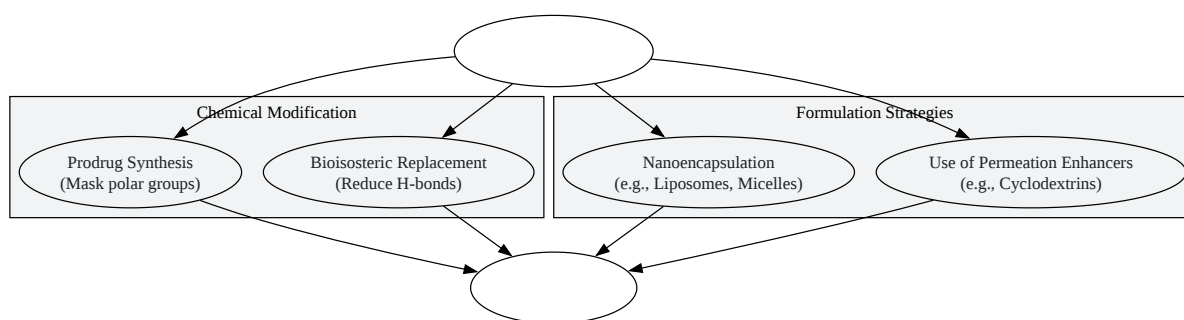 Chemical Modification
Formulation Strategies
Prodrug Synthesis
(Mask polar groups)
Bioisosteric Replacement
(Reduce H-bonds)
Nanoencapsulation
(e.g., Liposomes, Micelles)
Use of Permeation Enhancers
(e.g., Cyclodextrins)